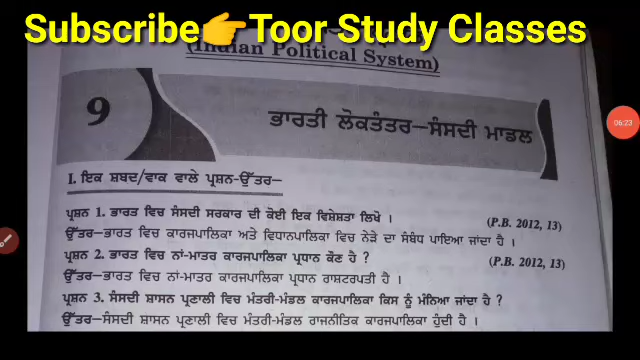 Subscribe👉Toor Study Classes
(Indian Political System)
9
ਭਾਰਤੀ ਲੋਕਤੰਤਰ–ਸੰਸਦੀ ਮਾਡਲ
06:23
I. ਇਕ ਸ਼ਬਦ/ਵਾਕ ਵਾਲੇ ਪ੍ਰਸ਼ਨ-ਉੱਤਰ–
ਪ੍ਰਸ਼ਨ 1. ਭਾਰਤ ਵਿਚ ਸੰਸਦੀ ਸਰਕਾਰ ਦੀ ਕੋਈ ਇਕ ਵਿਸ਼ੇਸ਼ਤਾ ਲਿਖੋ । (P.B. 2012, 13)
ਉੱਤਰ–ਭਾਰਤ ਵਿਚ ਕਾਰਜਪਾਲਿਕਾ ਅਤੇ ਵਿਧਾਨਪਾਲਿਕਾ ਵਿਚ ਨੇੜੇ ਦਾ ਸੰਬੰਧ ਪਾਇਆ ਜਾਂਦਾ ਹੈ ।
ਪ੍ਰਸ਼ਨ 2. ਭਾਰਤ ਵਿਚ ਨਾਂ-ਮਾਤਰ ਕਾਰਜਪਾਲਿਕਾ ਪ੍ਰਧਾਨ ਕੌਣ ਹੈ ? (P.B. 2012, 13)
ਉੱਤਰ–ਭਾਰਤ ਵਿਚ ਨਾਂ-ਮਾਤਰ ਕਾਰਜਪਾਲਿਕਾ ਪ੍ਰਧਾਨ ਰਾਸ਼ਟਰਪਤੀ ਹੈ ।
ਪ੍ਰਸ਼ਨ 3. ਸੰਸਦੀ ਸ਼ਾਸਨ ਪ੍ਰਣਾਲੀ ਵਿਚ ਮੰਤਰੀ-ਮੰਡਲ ਕਾਰਜਪਾਲਿਕਾ ਕਿਸ ਨੂੰ ਮੰਨਿਆ ਜਾਂਦਾ ਹੈ ?
ਉੱਤਰ–ਸੰਸਦੀ ਸ਼ਾਸਨ ਪ੍ਰਣਾਲੀ ਵਿਚ ਮੰਤਰੀ-ਮੰਡਲ ਰਾਜਨੀਤਿਕ ਕਾਰਜਪਾਲਿਕਾ ਹੁੰਦੀ ਹੈ ।